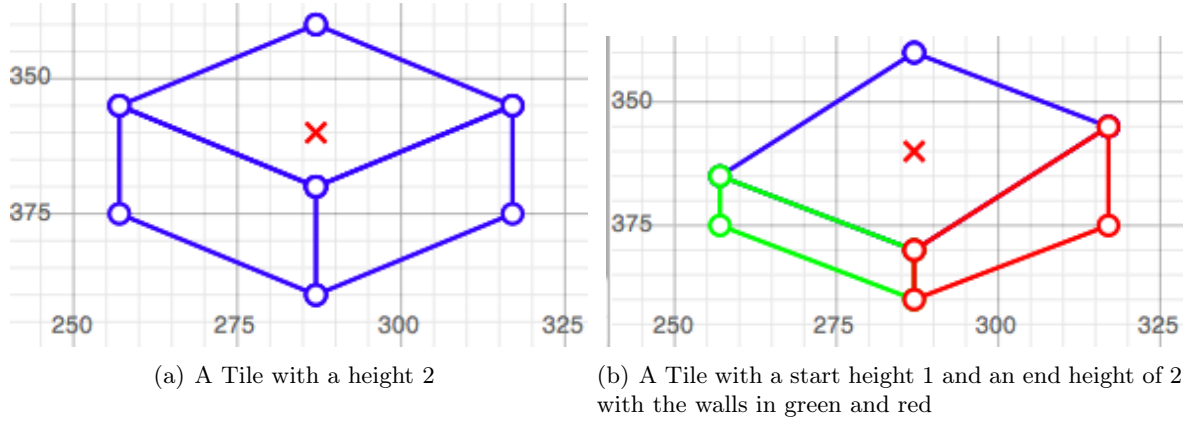 350
375
250 275 300 325
350
375
250 275 300 325
(a) A Tile with a height 2
(b) A Tile with a start height 1 and an end height of 2
with the walls in green and red